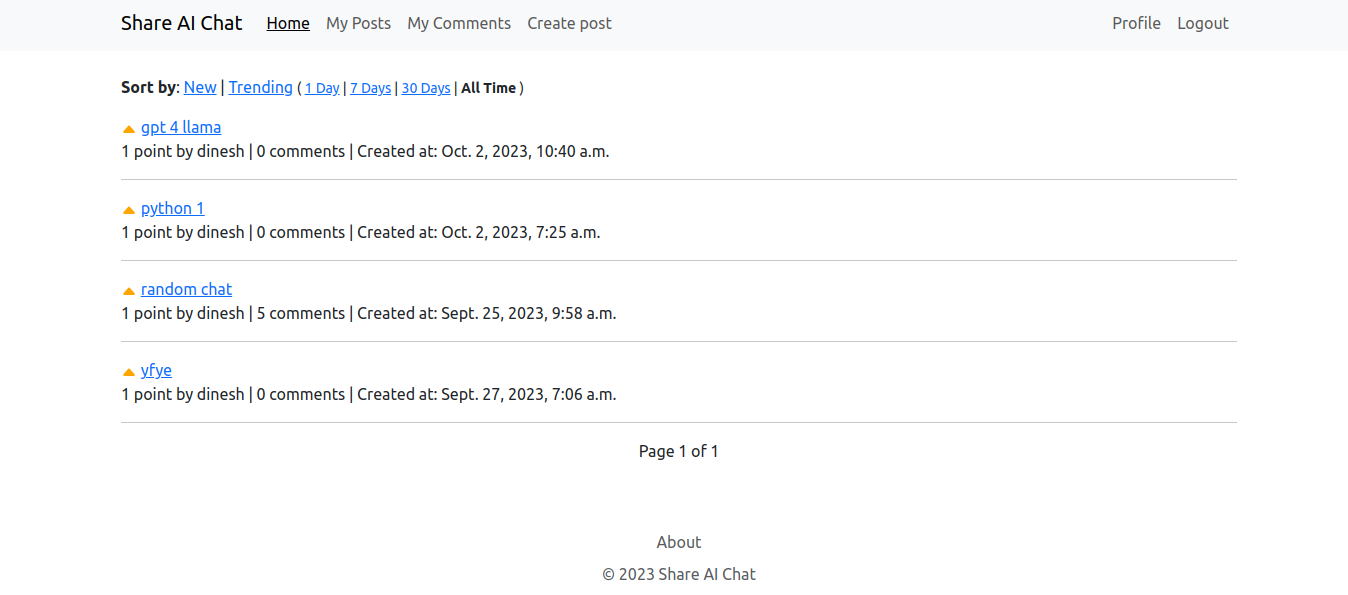 Share AI Chat Home My Posts My Comments Create post Profile Logout
Sort by: New | Trending ( 1 Day | 7 Days | 30 Days | All Time )
gpt 4 llama
1 point by dinesh | 0 comments | Created at: Oct. 2, 2023, 10:40 a.m.
python 1
1 point by dinesh | 0 comments | Created at: Oct. 2, 2023, 7:25 a.m.
random chat
1 point by dinesh | 5 comments | Created at: Sept. 25, 2023, 9:58 a.m.
yfye
1 point by dinesh | 0 comments | Created at: Sept. 27, 2023, 7:06 a.m.
Page 1 of 1
About
© 2023 Share AI Chat